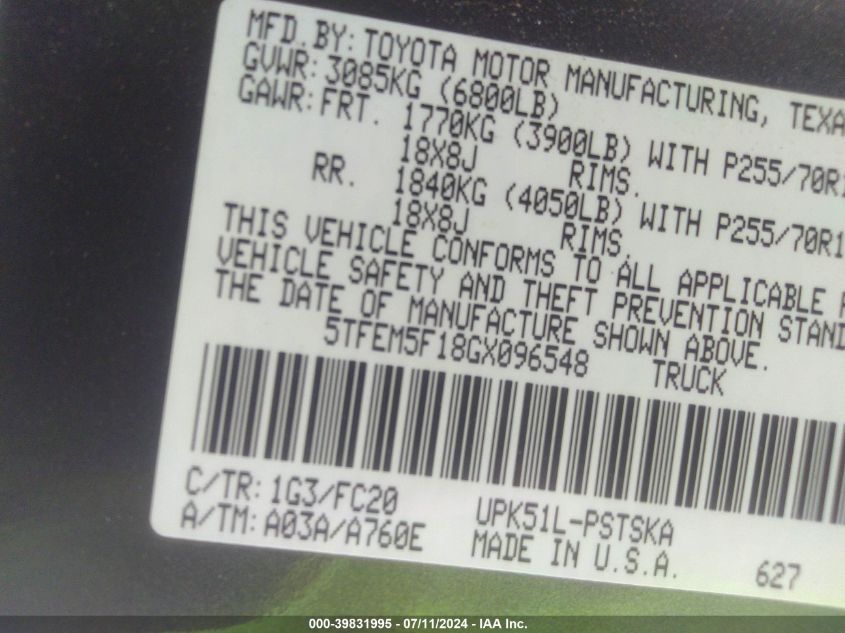 MFD. BY: TOYOTA MOTOR MANUFACTURING, TEXA
GVWR: 3085KG (6800LB)
GAWR: FRT. 1770KG (3900LB) WITH P255/70R1
18X8J RIMS.
RR. 1840KG (4050LB) WITH P255/70R1
18X8J RIMS.
THIS VEHICLE CONFORMS TO ALL APPLICABLE F
VEHICLE SAFETY AND THEFT PREVENTION STAND
THE DATE OF MANUFACTURE SHOWN ABOVE.
5TFEM5F18GX096548 TRUCK
C/TR: 1G3/FC20 UPK51L-PSTSKA
A/TM: A03A/A760E MADE IN U.S.A. 627
000-39831995 - 07/11/2024 - IAA Inc.